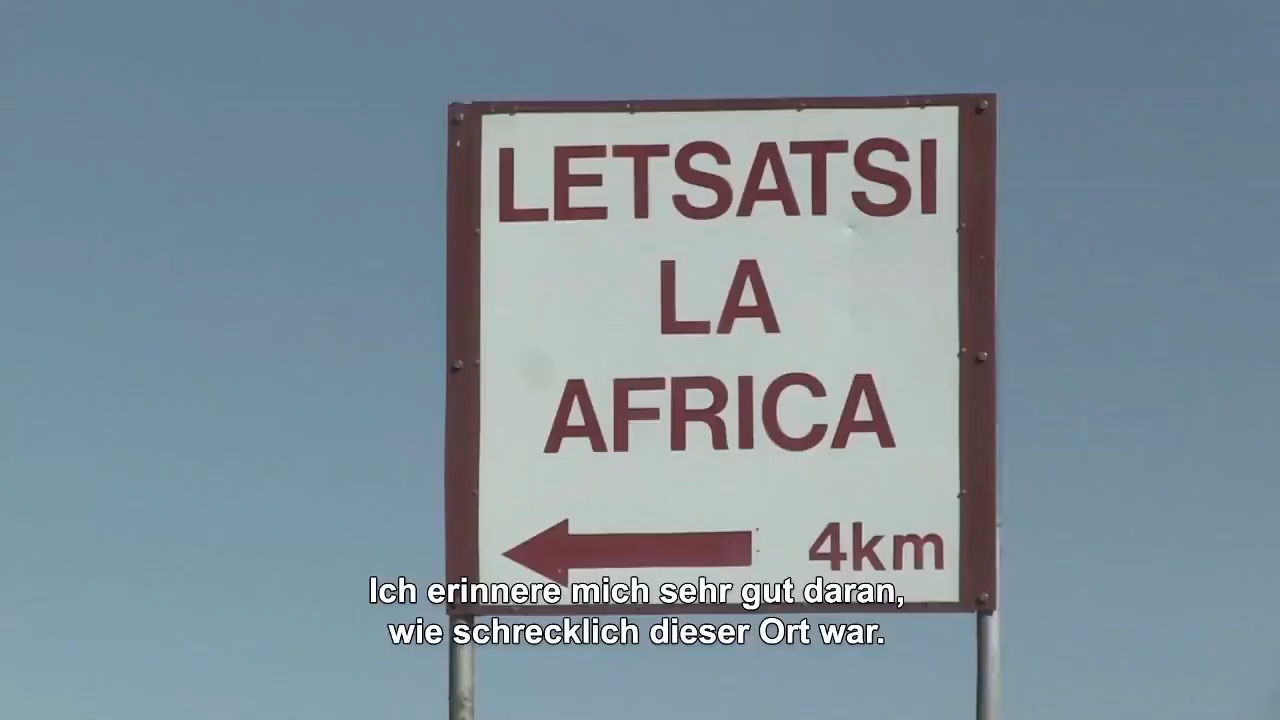 LETSATSI
LA
AFRICA
4km
Ich erinnere mich sehr gut daran,
wie schrecklich dieser Ort war.